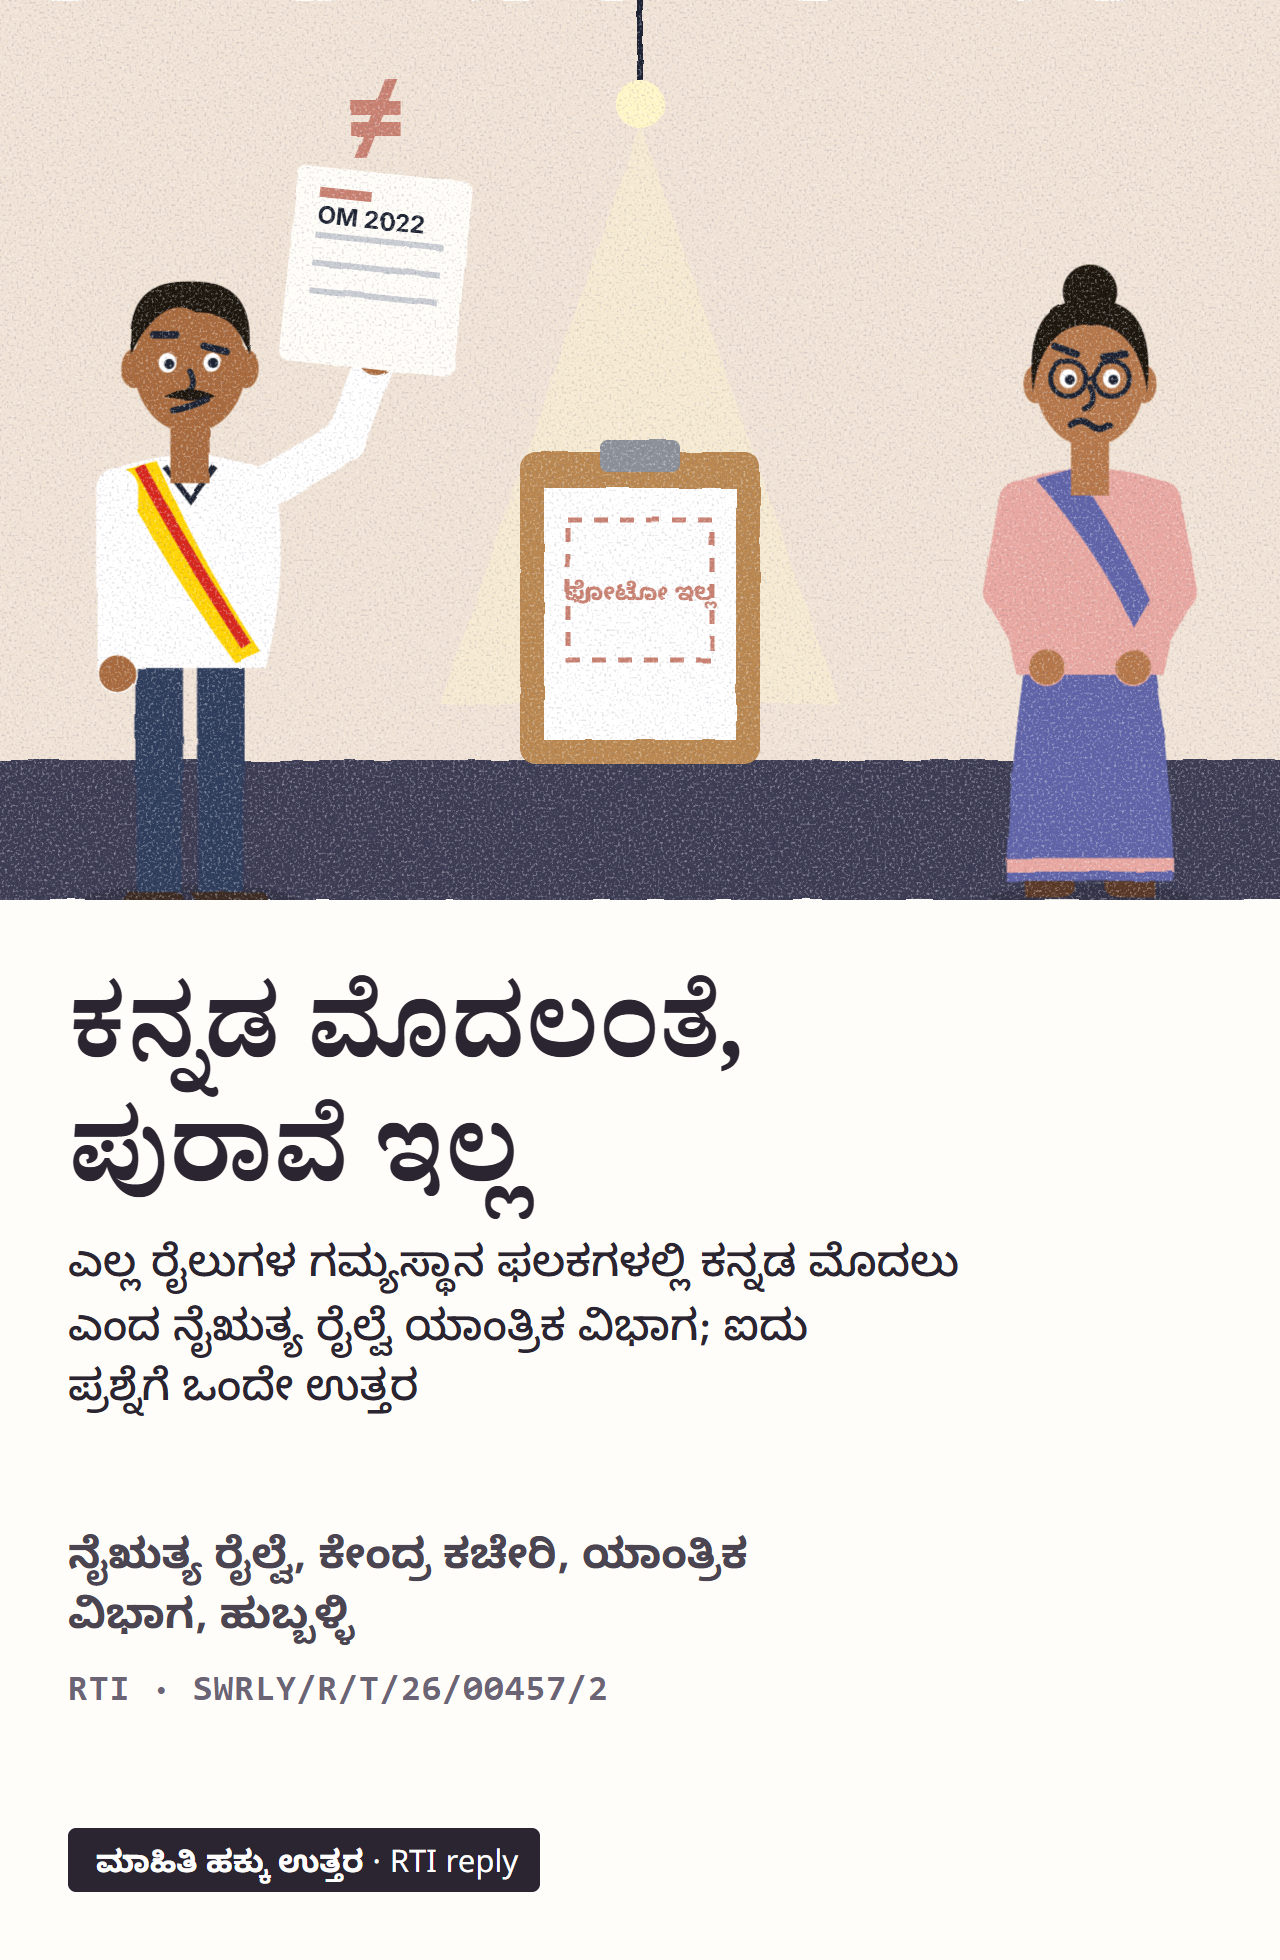 ≠
OM 2022
ಫೋಟೋ ಇಲ್ಲ
ಕನ್ನಡ ಮೊದಲಂತೆ,
ಪುರಾವೆ ಇಲ್ಲ
ಎಲ್ಲ ರೈಲುಗಳ ಗಮ್ಯಸ್ಥಾನ ಫಲಕಗಳಲ್ಲಿ ಕನ್ನಡ ಮೊದಲು
ಎಂದ ನೈಋತ್ಯ ರೈಲ್ವೆ ಯಾಂತ್ರಿಕ ವಿಭಾಗ; ಐದು
ಪ್ರಶ್ನೆಗೆ ಒಂದೇ ಉತ್ತರ
ನೈಋತ್ಯ ರೈಲ್ವೆ, ಕೇಂದ್ರ ಕಚೇರಿ, ಯಾಂತ್ರಿಕ
ವಿಭಾಗ, ಹುಬ್ಬಳ್ಳಿ
RTI · SWRLY/R/T/26/00457/2
ಮಾಹಿತಿ ಹಕ್ಕು ಉತ್ತರ · RTI reply